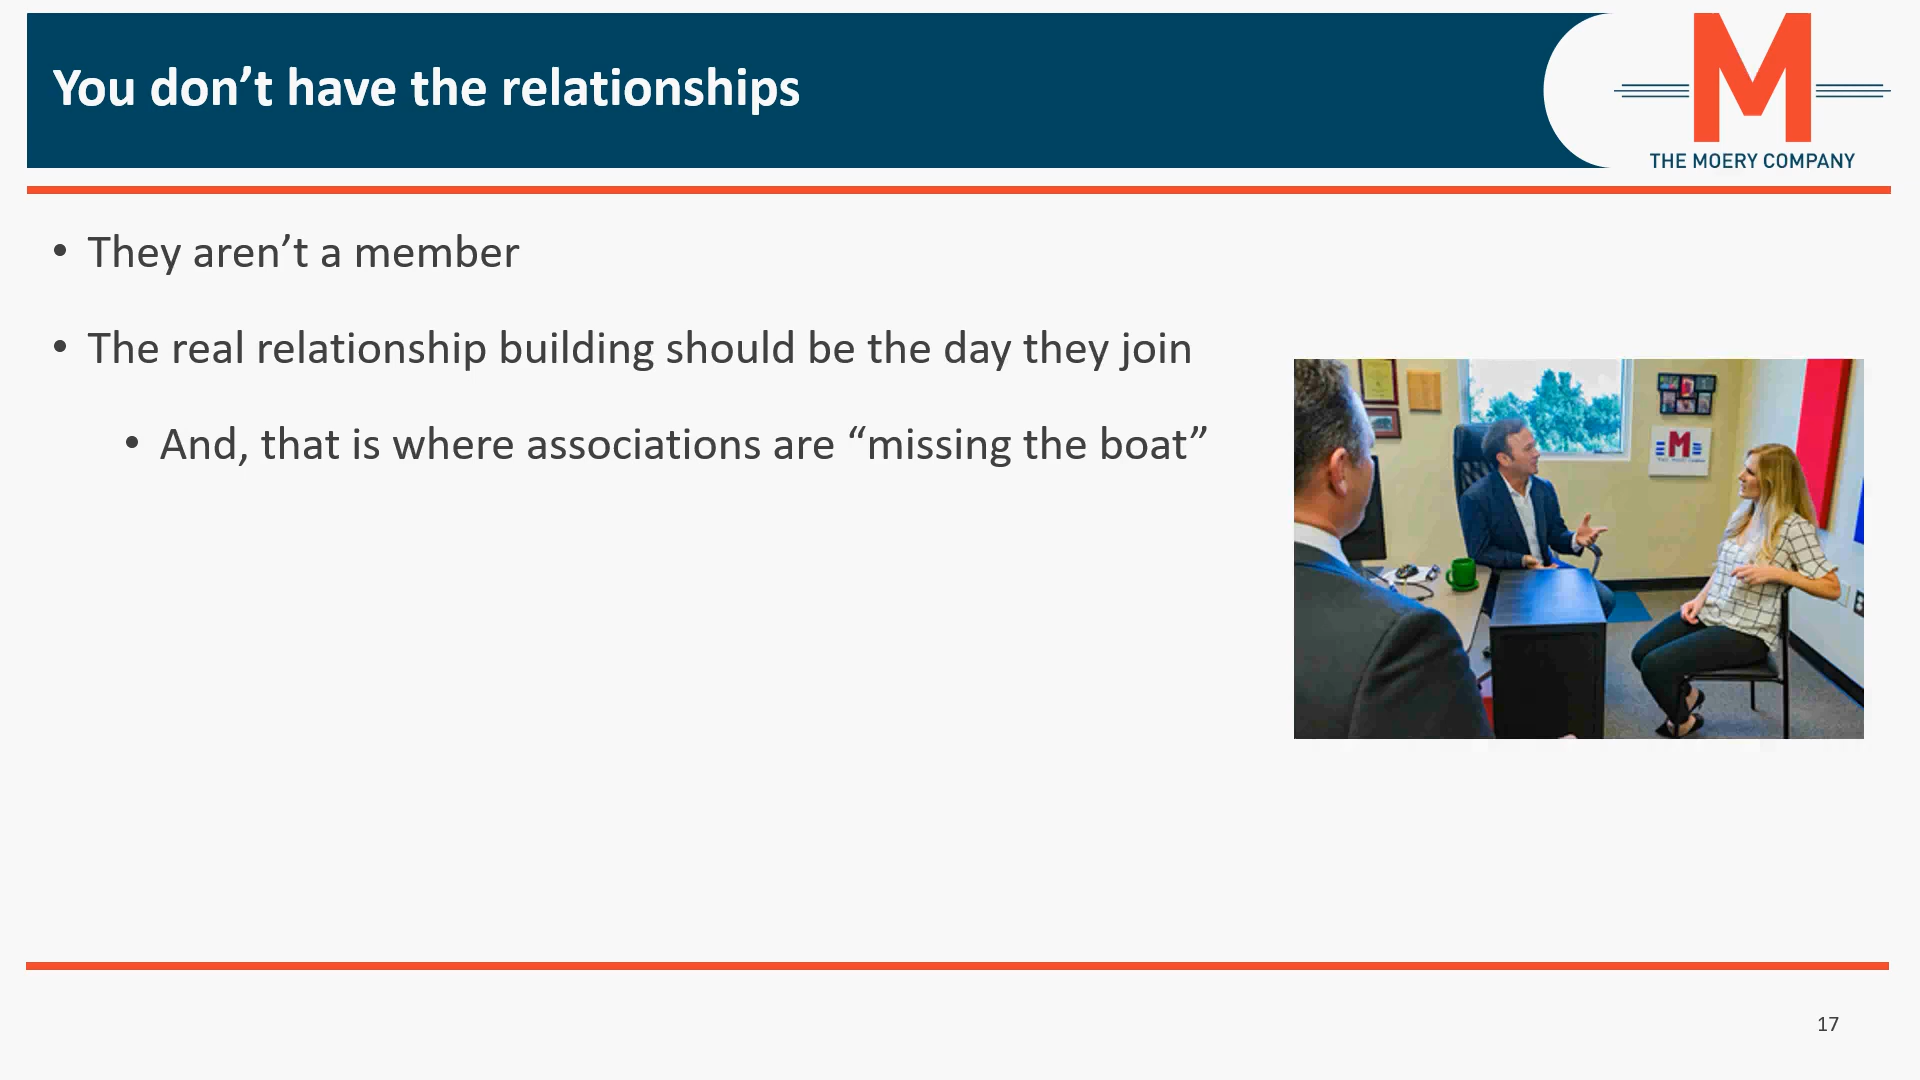 You don’t have the relationships
M
THE MOERY COMPANY
• They aren’t a member
• The real relationship building should be the day they join
• And, that is where associations are “missing the boat”
M
17